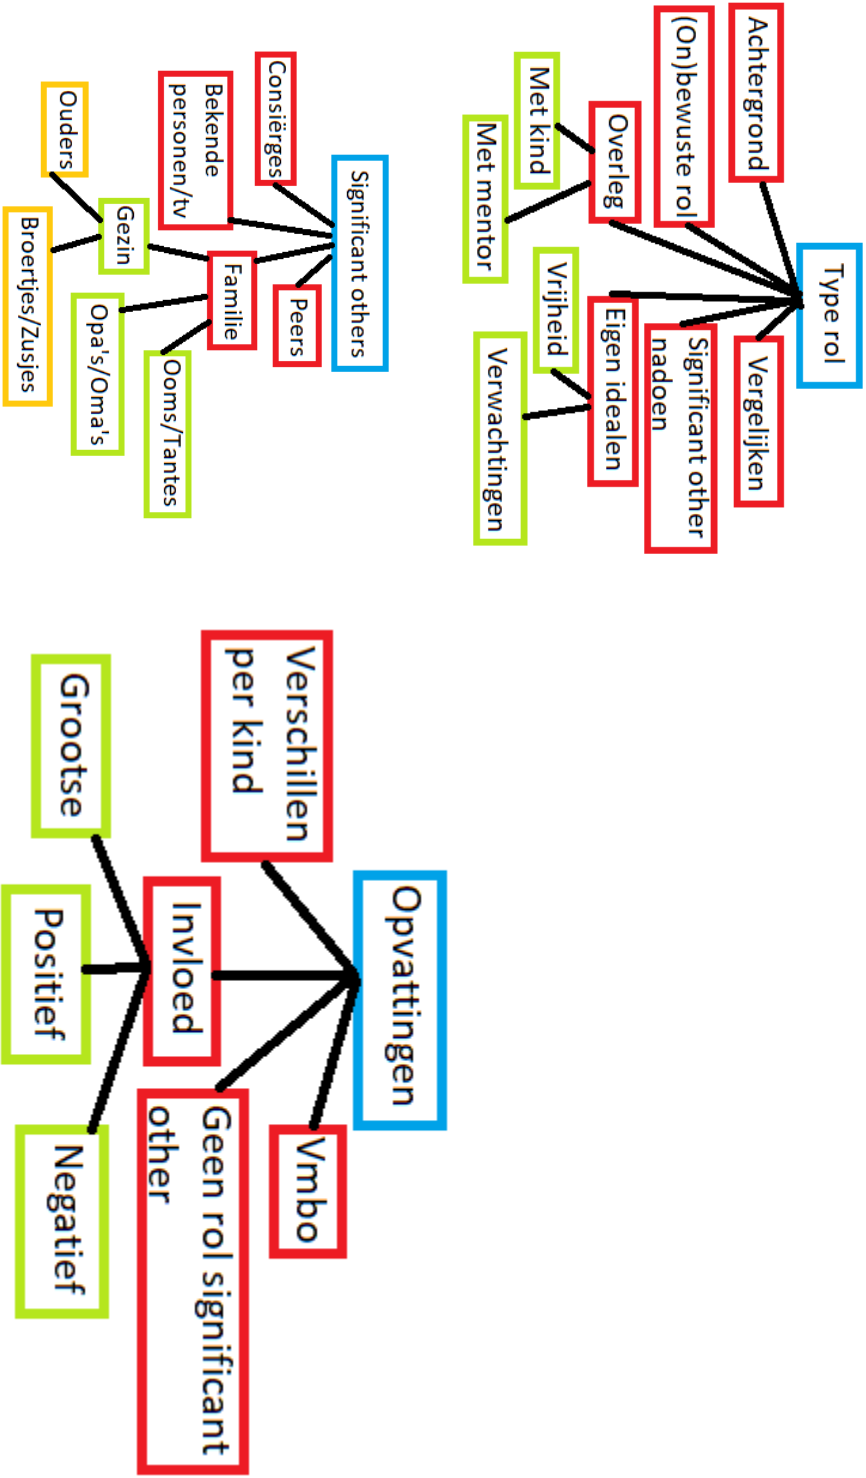 Type rol
Achtergrond
(On)bewuste rol
Overleg
Met kind
Met mentor
Vergelijken
Significant other
nadoen
Eigen idealen
Vrijheid
Verwachtingen
Significant others
Consiërges
Bekende
personen/tv
Peers
Familie
Gezin
Ouders
Broertjes/Zusjes
Opa's/Oma's
Ooms/Tantes
Opvattingen
Verschillen
per kind
Invloed
Vmbo
Geen rol significant
other
Grootse
Positief
Negatief